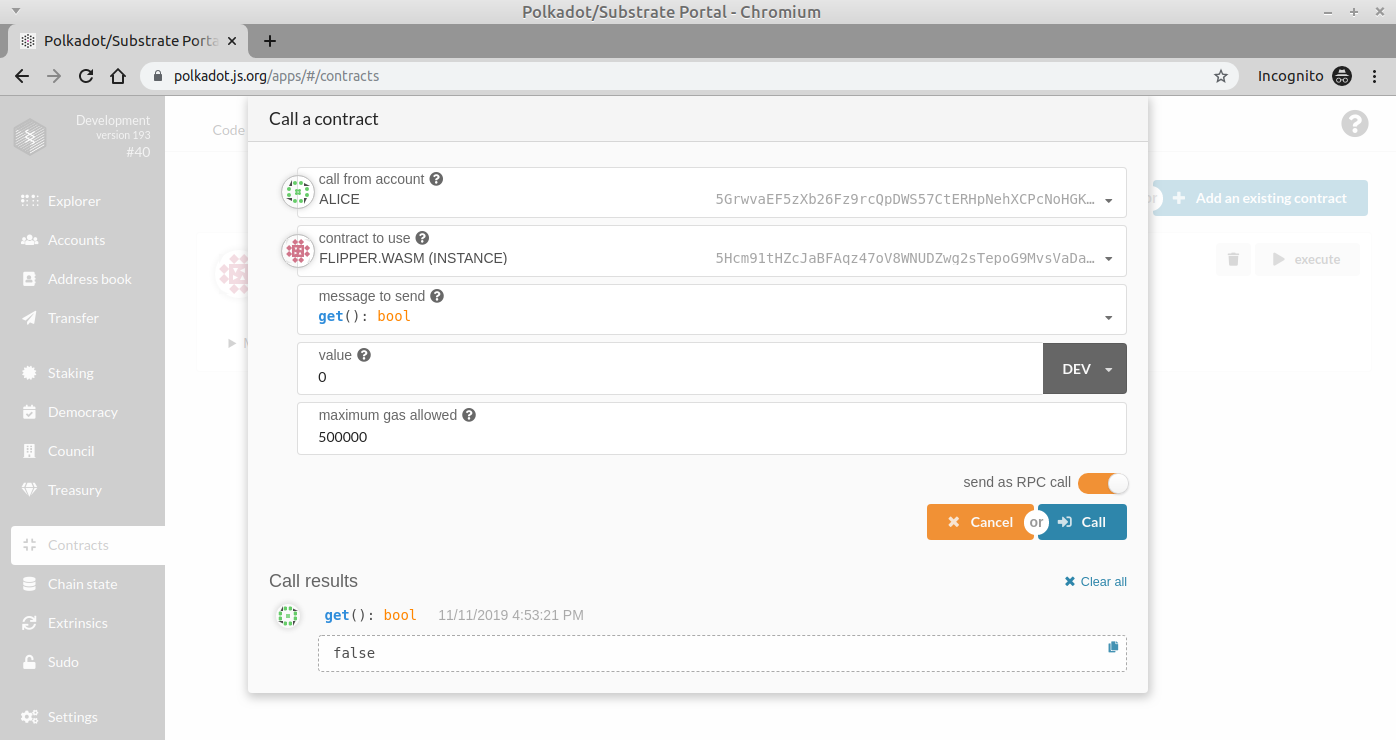 Polkadot/Substrate Portal - Chromium
Polkadot/Substrate Porta
polkadot.js.org/apps/#/contracts
Incognito
Development
version 193
#40
Explorer
Accounts
Address book
Transfer
Staking
Democracy
Council
Treasury
Contracts
Chain state
Extrinsics
Sudo
Settings
Code
or
Add an existing contract
execute
Call a contract
call from account
ALICE 5GrwvaEF5zXb26Fz9rcQpDWS57CtERHpNehXCPcNoHGK…
contract to use
FLIPPER.WASM (INSTANCE) 5Hcm91tHZcJaBFAqz47oV8WNUDZwq2sTepoG9MvsVaDa…
message to send
get(): bool
value
0
DEV
maximum gas allowed
500000
send as RPC call
Cancel or Call
Call results Clear all
get(): bool 11/11/2019 4:53:21 PM
false